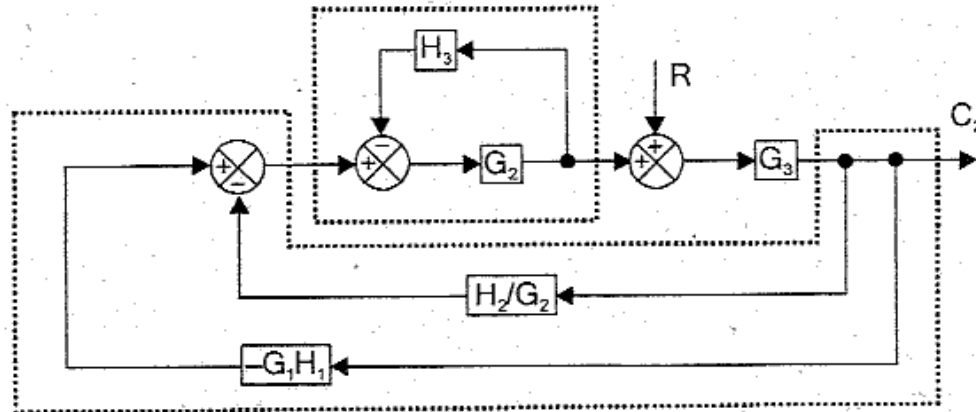 H₃
R
C₂
+
−
+
−
G₂
+
+
G₃
H₂/G₂
−G₁H₁